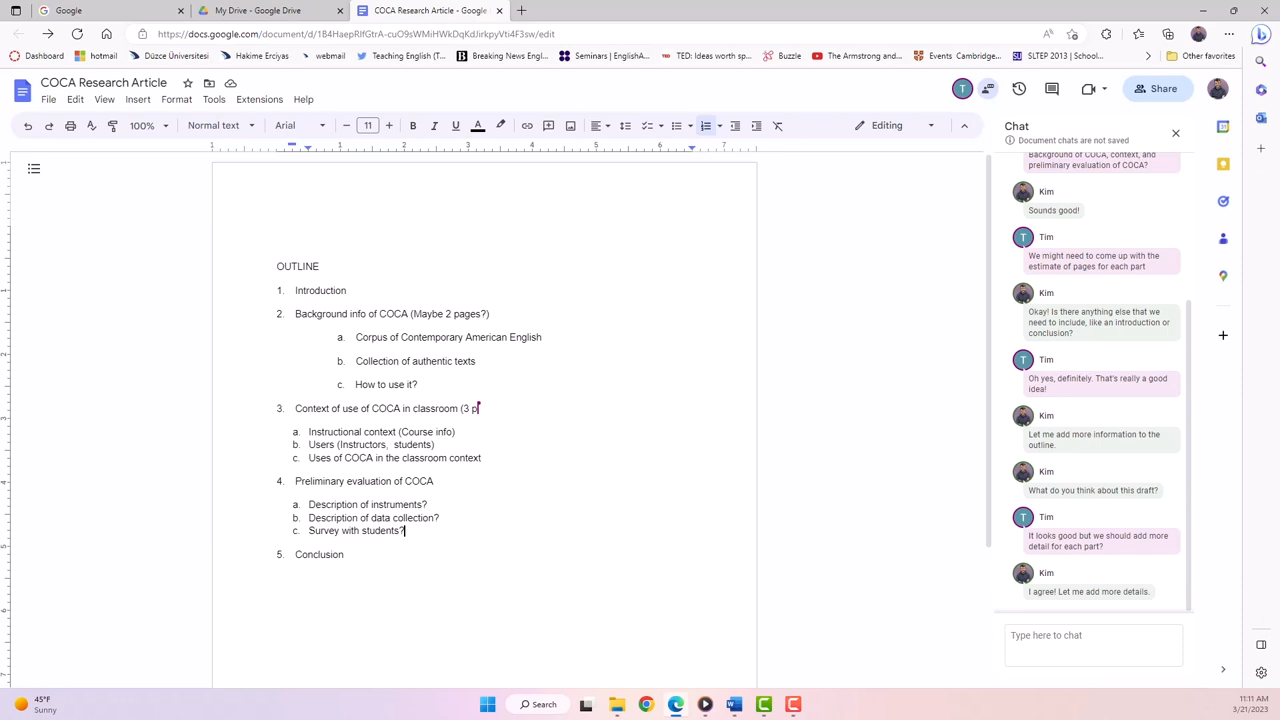 Google
My Drive - Google Drive
COCA Research Article - Google
https://docs.google.com/document/d/1B4HaepRIfGtrA-cuO9sWMiHWkDqKdJirkpyVti4F3sw/edit
Dashboard
hotmail
Düzce Üniversitesi
Hakime Erciyas
Teaching English (T...
Breaking News Engl...
Seminars | EnglishA...
TED: Ideas worth sp...
Buzzle
The Armstrong and...
Events Calendar - C...
SLTEP 2013 | School...
Other favorites
COCA Research Article
File Edit View Insert Format Tools Extensions Help
T
Share
100%
Normal text
Arial
11
B I U A
Editing
1 1 2 3 4 5 6 7
OUTLINE
1. Introduction
2. Background info of COCA (Maybe 2 pages?)
a. Corpus of Contemporary American English
b. Collection of authentic texts
c. How to use it?
3. Context of use of COCA in classroom (3 p
a. Instructional context (Course info)
b. Users (Instructors, students)
c. Uses of COCA in the classroom context
4. Preliminary evaluation of COCA
a. Description of instruments?
b. Description of data collection?
c. Survey with students?
5. Conclusion
Chat
Document chats are not saved
Background of COCA, context, and
preliminary evaluation of COCA?
Kim
Sounds good!
T Tim
We might need to come up with the
estimate of pages for each part
Kim
Okay! Is there anything else that we
need to include, like an introduction or
conclusion?
T Tim
Oh yes, definitely. That's really a good
idea!
Kim
Let me add more information to the
outline.
Kim
What do you think about this draft?
T Tim
It looks good but we should add more
detail for each part?
Kim
I agree! Let me add more details.
Type here to chat
45°F
Sunny
Search
11:11 AM
3/21/2023